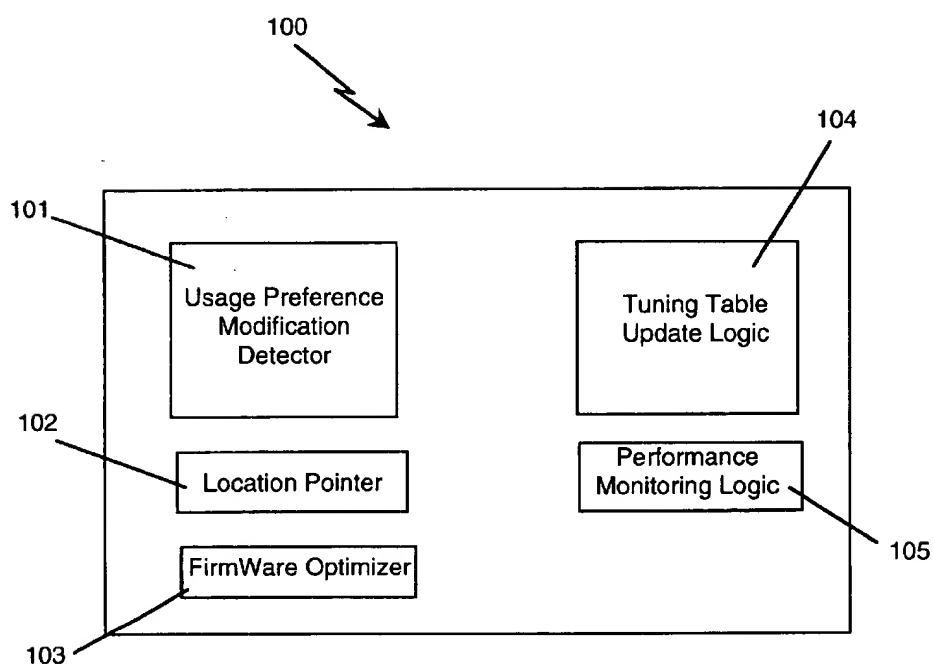 100
104
101
Usage Preference
Modification
Detector
Tuning Table
Update Logic
102
Location Pointer
Performance
Monitoring Logic
105
FirmWare Optimizer
103